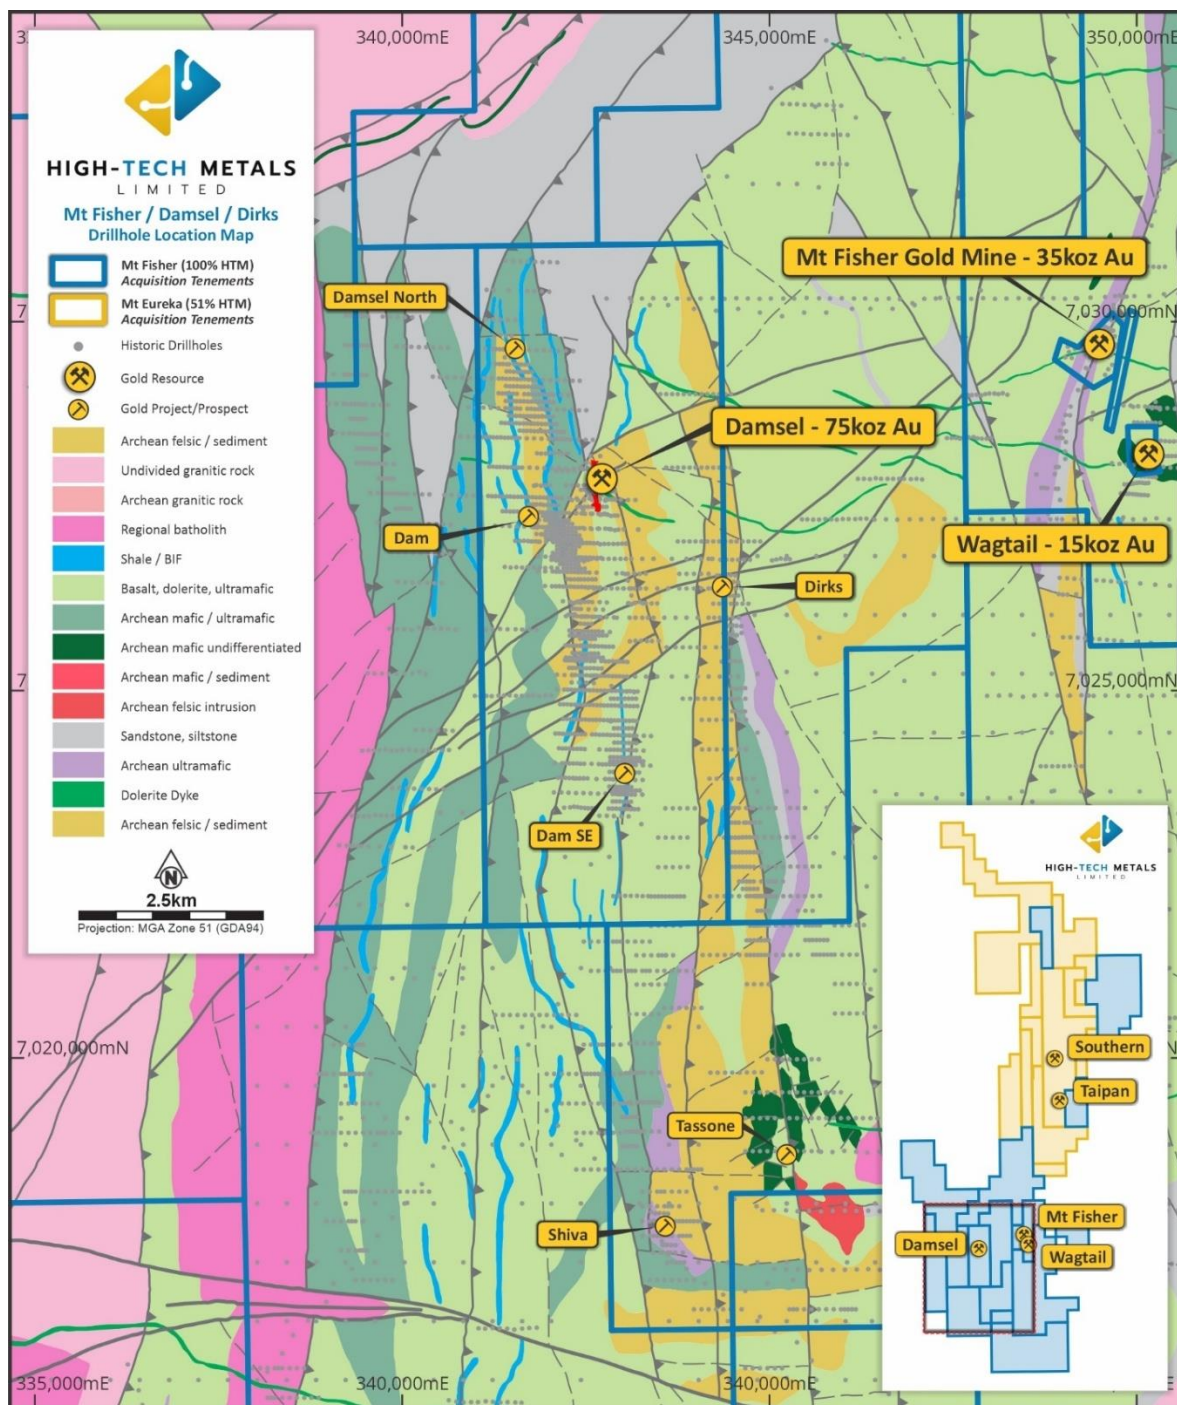 340,000mE
345,000mE
350,000mE
HIGH-TECH METALS
LIMITED
Mt Fisher / Damsel / Dirks
Drillhole Location Map
Mt Fisher (100% HTM)
Acquisition Tenements
Mt Eureka (51% HTM)
Acquisition Tenements
Historic Drillholes
Gold Resource
Gold Project/Prospect
Archean felsic / sediment
Undivided granitic rock
Archean granitic rock
Regional batholith
Shale / BIF
Basalt, dolerite, ultramafic
Archean mafic / ultramafic
Archean mafic undifferentiated
Archean mafic / sediment
Archean felsic intrusion
Sandstone, siltstone
Archean ultramafic
Dolerite Dyke
Archean felsic / sediment
N
2.5km
Projection: MGA Zone 51 (GDA94)
Mt Fisher Gold Mine - 35koz Au
Damsel North
7,030,000mN
Damsel - 75koz Au
Dam
Wagtail - 15koz Au
Dirks
7,025,000mN
Dam SE
7,020,000mN
Tassone
Shiva
HIGH-TECH METALS
LIMITED
Southern
Taipan
Mt Fisher
Damsel
Wagtail
335,000mE
340,000mE
340,000mE